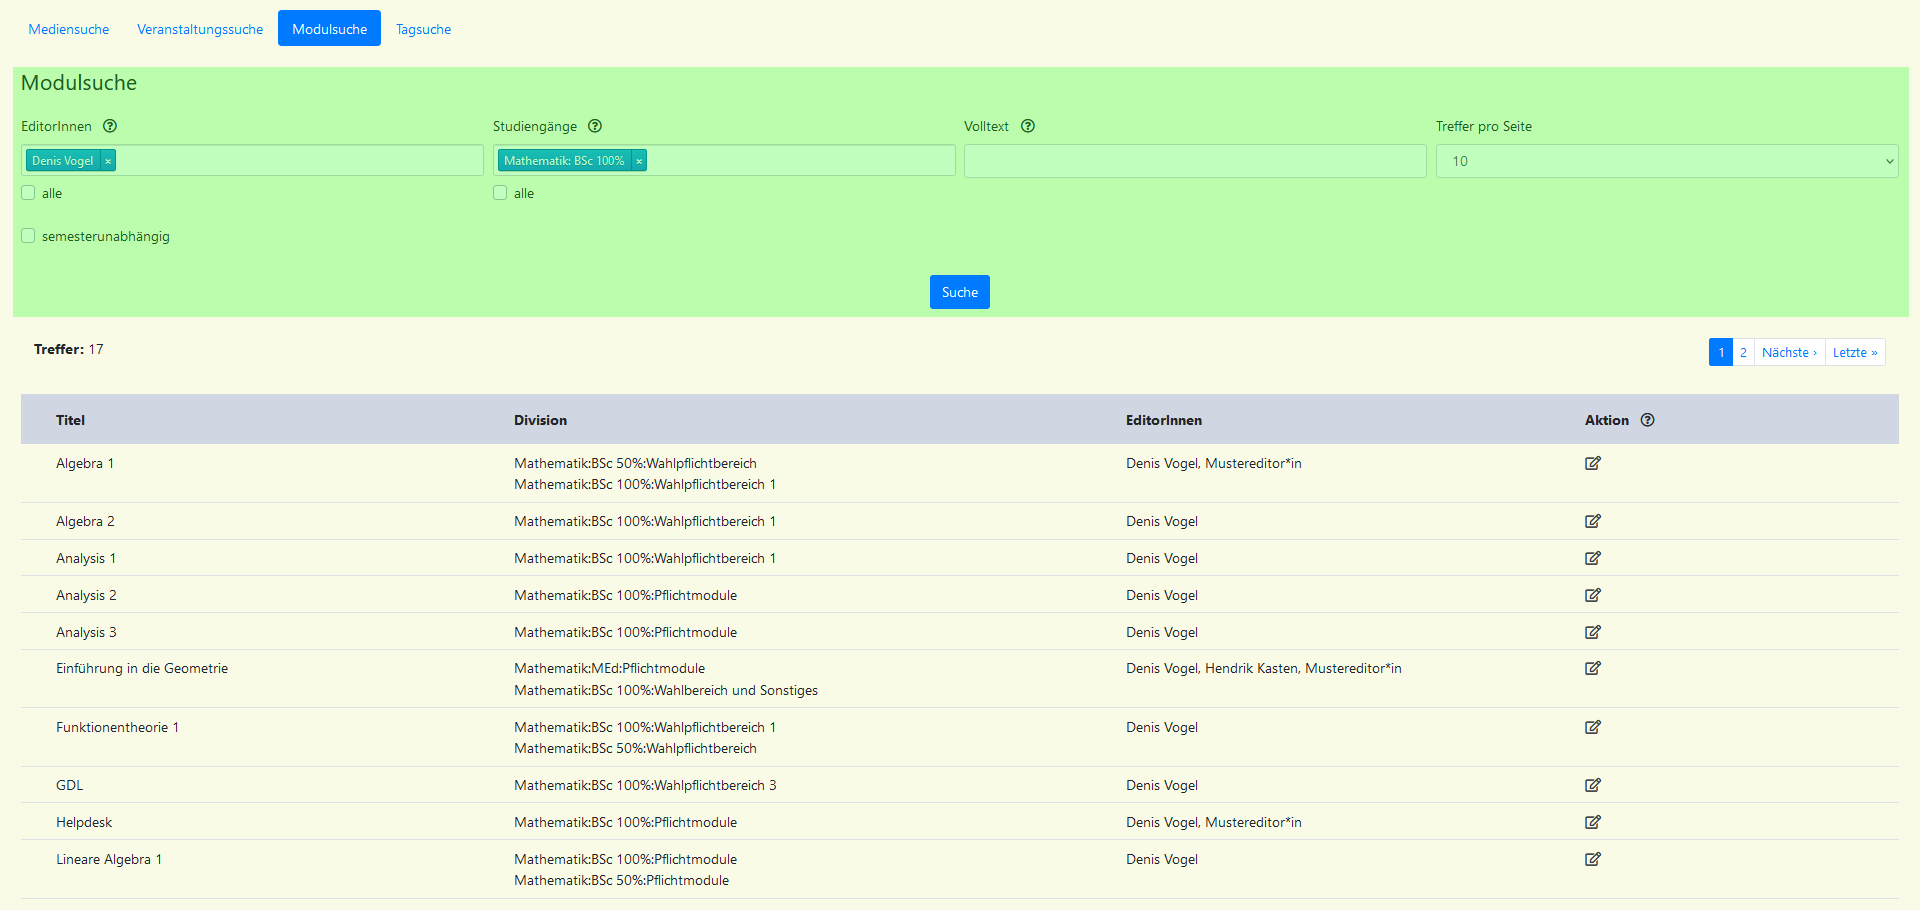 Mediensuche Veranstaltungssuche Modulsuche Tagsuche
Modulsuche
EditorInnen Studiengänge Volltext Treffer pro Seite
Denis Vogel × Mathematik: BSc 100% × 10
alle alle
semesterunabhängig
Suche
Treffer: 17 1 2 Nächste › Letzte »
Titel Division EditorInnen Aktion
Algebra 1 Mathematik:BSc 50%:Wahlpflichtbereich Denis Vogel, Mustereditor*in
Mathematik:BSc 100%:Wahlpflichtbereich 1
Algebra 2 Mathematik:BSc 100%:Wahlpflichtbereich 1 Denis Vogel
Analysis 1 Mathematik:BSc 100%:Wahlpflichtbereich 1 Denis Vogel
Analysis 2 Mathematik:BSc 100%:Pflichtmodule Denis Vogel
Analysis 3 Mathematik:BSc 100%:Pflichtmodule Denis Vogel
Einführung in die Geometrie Mathematik:MEd:Pflichtmodule Denis Vogel, Hendrik Kasten, Mustereditor*in
Mathematik:BSc 100%:Wahlbereich und Sonstiges
Funktionentheorie 1 Mathematik:BSc 100%:Wahlpflichtbereich 1 Denis Vogel
Mathematik:BSc 50%:Wahlpflichtbereich
GDL Mathematik:BSc 100%:Wahlpflichtbereich 3 Denis Vogel
Helpdesk Mathematik:BSc 100%:Pflichtmodule Denis Vogel, Mustereditor*in
Lineare Algebra 1 Mathematik:BSc 100%:Pflichtmodule Denis Vogel
Mathematik:BSc 50%:Pflichtmodule